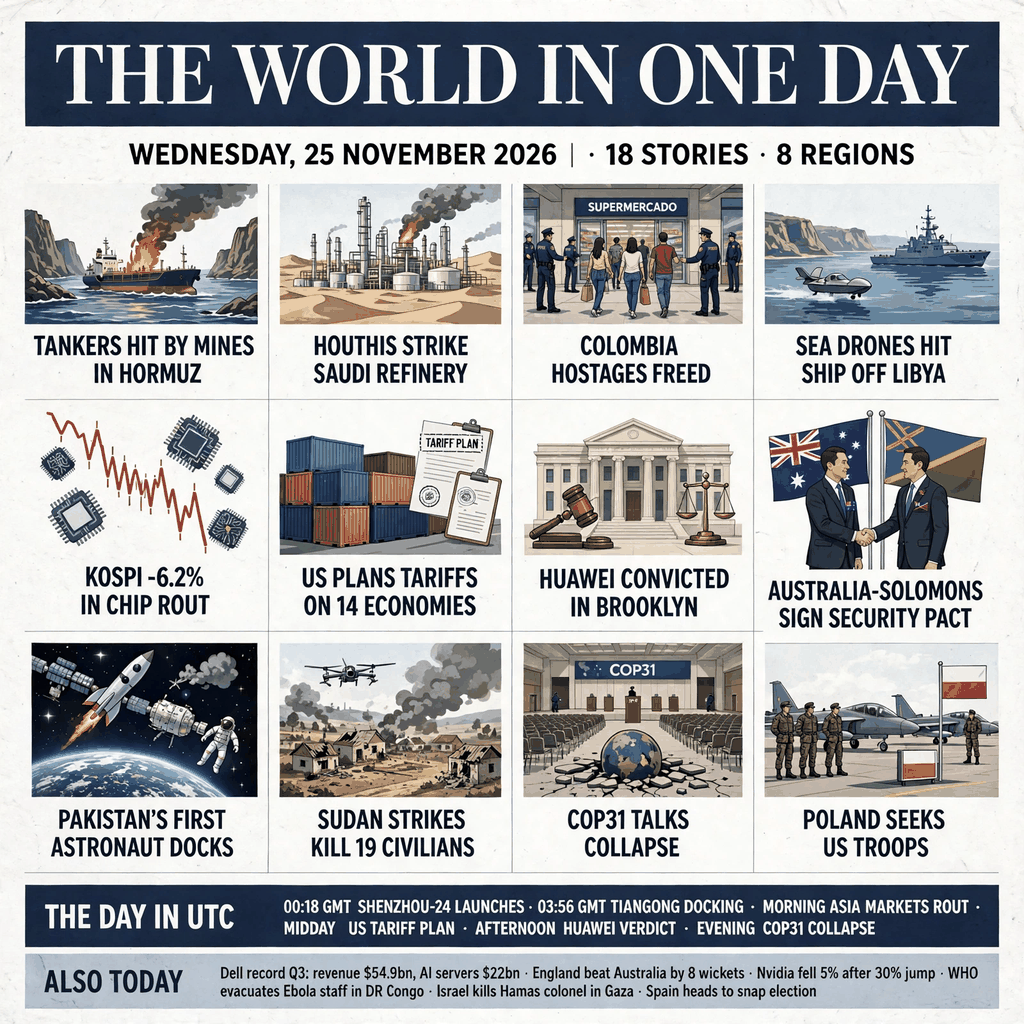 THE WORLD IN ONE DAY
WEDNESDAY, 25 NOVEMBER 2026 | · 18 STORIES · 8 REGIONS
SUPERMERCADO
TANKERS HIT BY MINES
IN HORMUZ
HOUTHIS STRIKE
SAUDI REFINERY
COLOMBIA
HOSTAGES FREED
SEA DRONES HIT
SHIP OFF LIBYA
TARIFF PLAN
KOSPI -6.2%
IN CHIP ROUT
US PLANS TARIFFS
ON 14 ECONOMIES
HUAWEI CONVICTED
IN BROOKLYN
AUSTRALIA-SOLOMONS
SIGN SECURITY PACT
COP31
PAKISTAN'S FIRST
ASTRONAUT DOCKS
SUDAN STRIKES
KILL 19 CIVILIANS
COP31 TALKS
COLLAPSE
POLAND SEEKS
US TROOPS
THE DAY IN UTC
00:18 GMT SHENZHOU-24 LAUNCHES · 03:56 GMT TIANGONG DOCKING · MORNING ASIA MARKETS ROUT ·
MIDDAY US TARIFF PLAN · AFTERNOON HUAWEI VERDICT · EVENING COP31 COLLAPSE
ALSO TODAY
Dell record Q3: revenue $54.9bn, AI servers $22bn · England beat Australia by 8 wickets · Nvidia fell 5% after 30% jump · WHO
evacuates Ebola staff in DR Congo · Israel kills Hamas colonel in Gaza · Spain heads to snap election